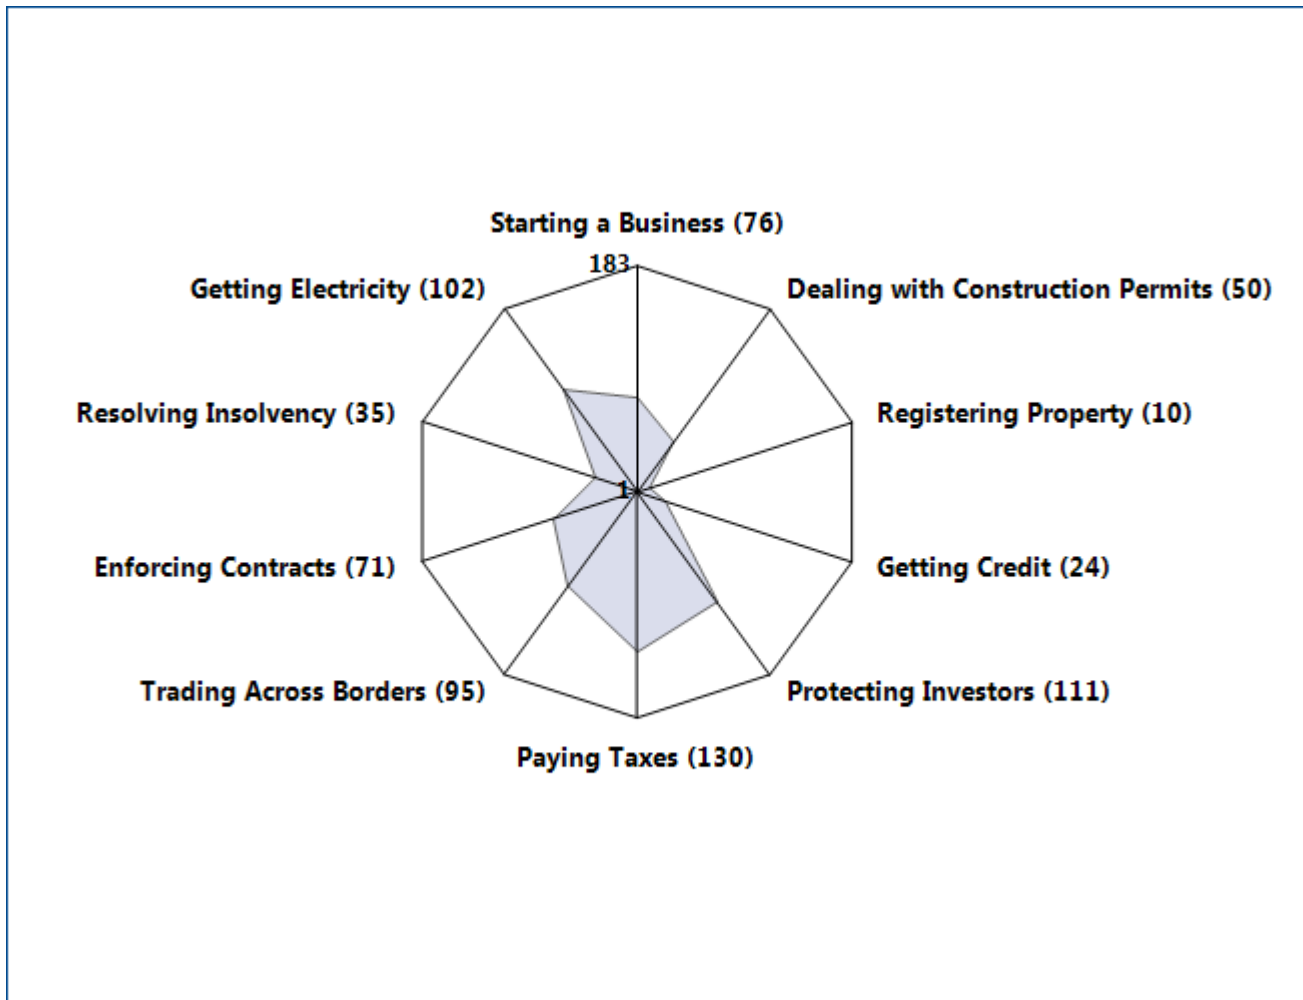 Starting a Business (76)
183
Getting Electricity (102)
Dealing with Construction Permits (50)
Resolving Insolvency (35)
Registering Property (10)
1
Enforcing Contracts (71)
Getting Credit (24)
Trading Across Borders (95)
Protecting Investors (111)
Paying Taxes (130)